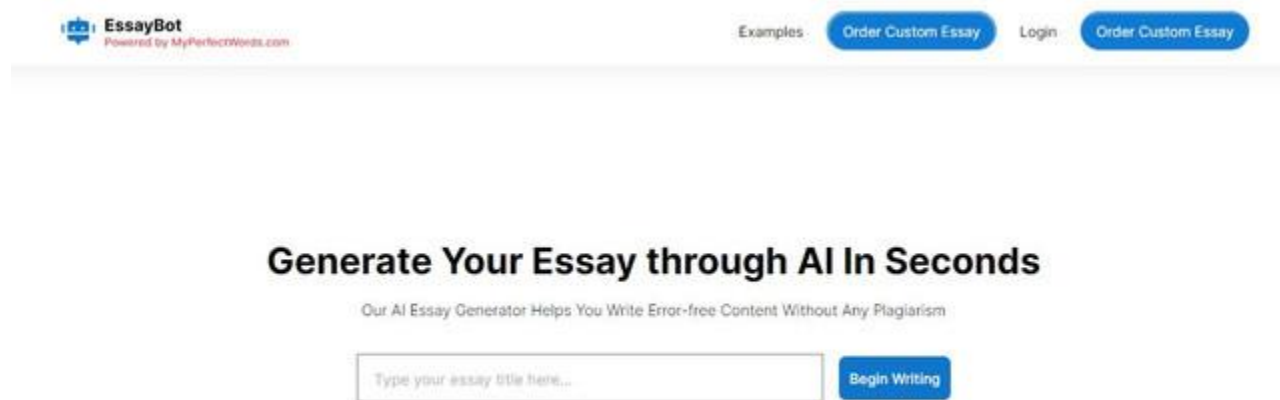 EssayBot
Powered by MyPerfectWords.com
Examples
Order Custom Essay
Login
Order Custom Essay
Generate Your Essay through AI In Seconds
Our AI Essay Generator Helps You Write Error-free Content Without Any Plagiarism
Type your essay title here...
Begin Writing